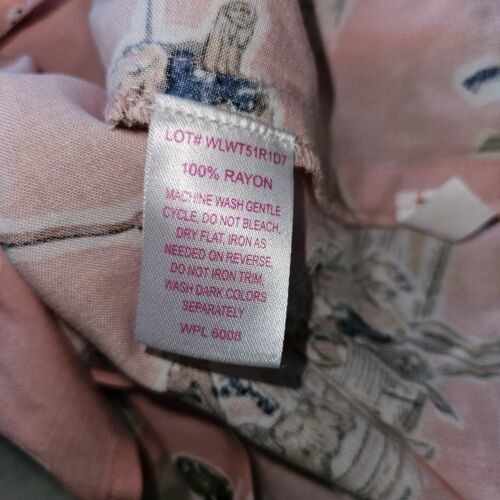 LOT# WLWT51R1D7
100% RAYON
MACHINE WASH GENTLE
CYCLE, DO NOT BLEACH,
DRY FLAT, IRON AS
NEEDED ON REVERSE,
DO NOT IRON TRIM,
WASH DARK COLORS
SEPARATELY
WPL 6008